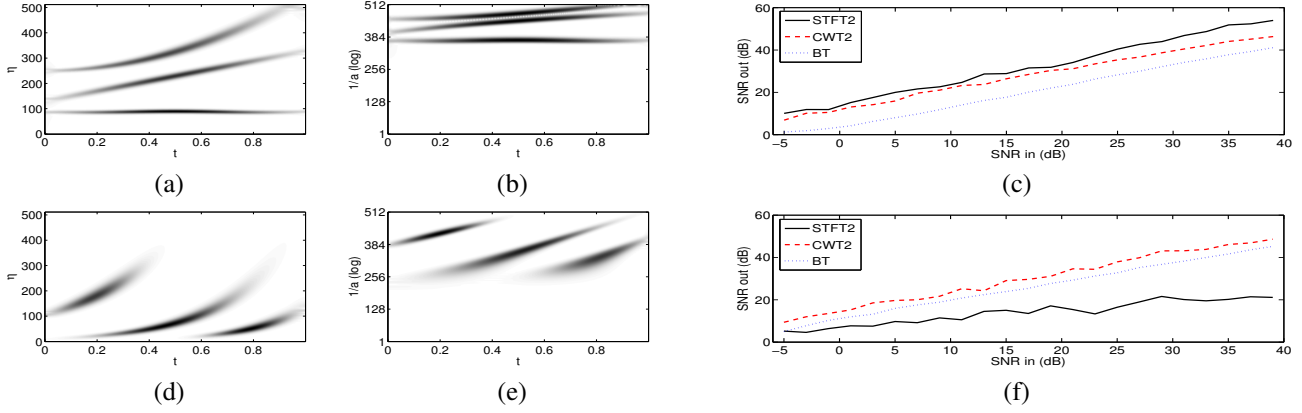 500
400
300
200
100
0
η
0
0.2
0.4
0.6
0.8
t
(a)
512
384
256
128
1
1/a (log)
0
0.2
0.4
0.6
0.8
t
(b)
60
40
20
0
SNR out (dB)
STFT2
CWT2
BT
−5
0
5
10
15
20
25
30
35
40
SNR in (dB)
(c)
500
400
300
200
100
0
η
0
0.2
0.4
0.6
0.8
t
(d)
512
384
256
128
1
1/a (log)
0
0.2
0.4
0.6
0.8
t
(e)
60
40
20
0
SNR out (dB)
STFT2
CWT2
BT
−5
0
5
10
15
20
25
30
35
40
SNR in (dB)
(f)